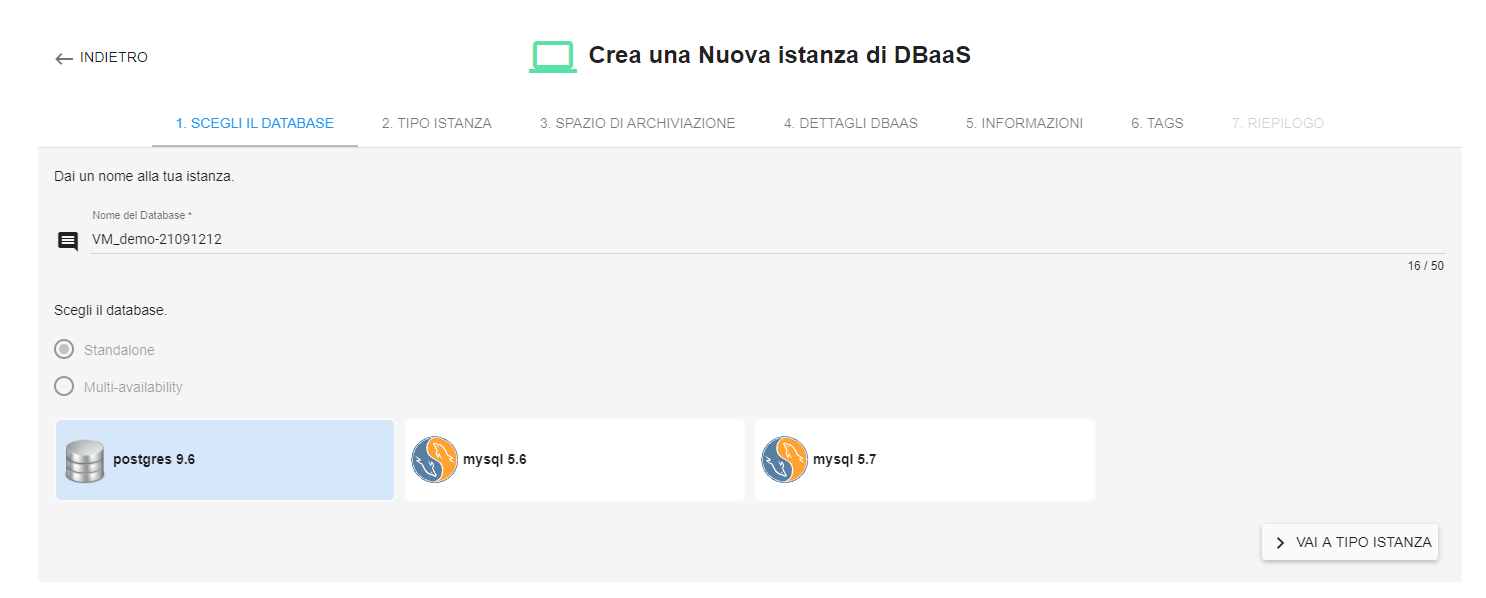 INDIETRO
Crea una Nuova istanza di DBaaS
1. SCEGLI IL DATABASE
2. TIPO ISTANZA
3. SPAZIO DI ARCHIVIAZIONE
4. DETTAGLI DBAAS
5. INFORMAZIONI
6. TAGS
7. RIEPILOGO
Dai un nome alla tua istanza.
Nome del Database *
VM_demo-21091212
16 / 50
Scegli il database.
Standalone
Multi-availability
postgres 9.6
mysql 5.6
mysql 5.7
VAI A TIPO ISTANZA